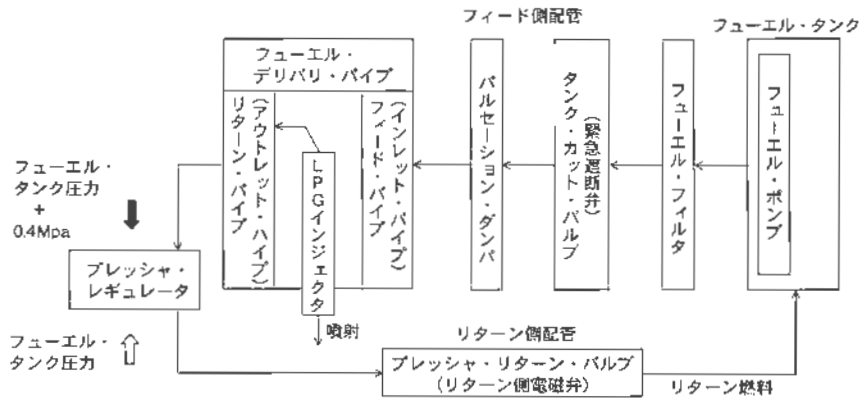 フィード側配管
フューエル・タンク
フューエル・
デリバリ・パイプ
リターン・パイプ
(アウトレット・ハイプ)
LPGインジェクタ
フィード・パイプ
(インレット・パイプ)
パルセーション・ダンパ
タンク・カット・バルブ
(緊急遮断弁)
フューエル・フィルタ
フューエル・ポンプ
フューエル・
タンク圧力
+
0.4Mpa
プレッシャ・
レギュレータ
フューエル・
タンク圧力
噴射
リターン側配管
プレッシャ・リターン・バルブ
(リターン側電磁弁)
リターン燃料